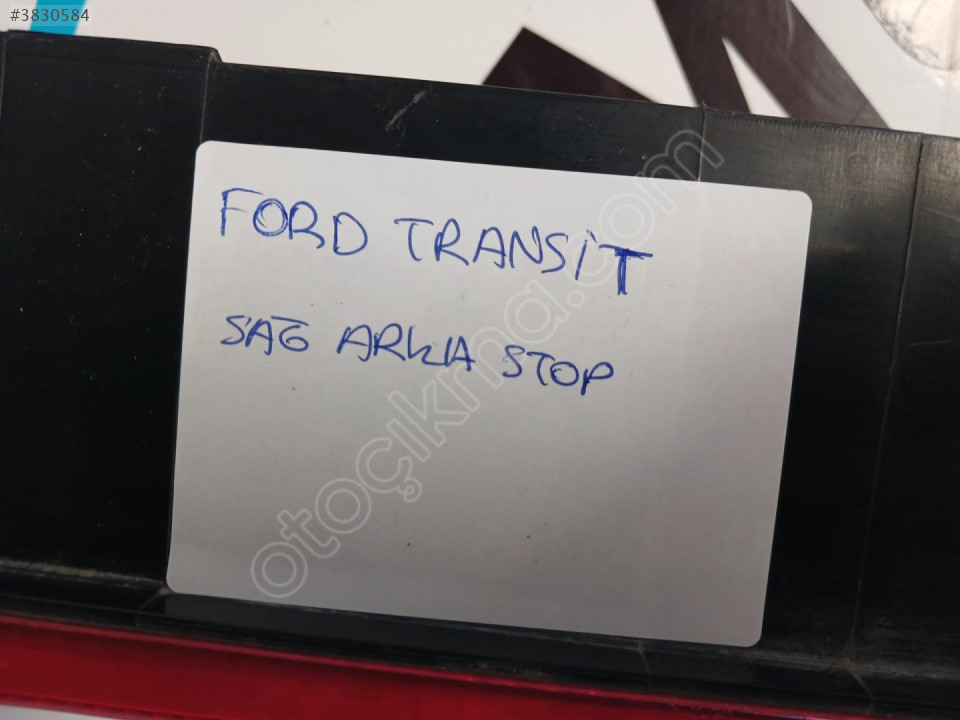 #3830584
FORD TRANSİT
SAĞ ARKA STOP
otoçıkma.com